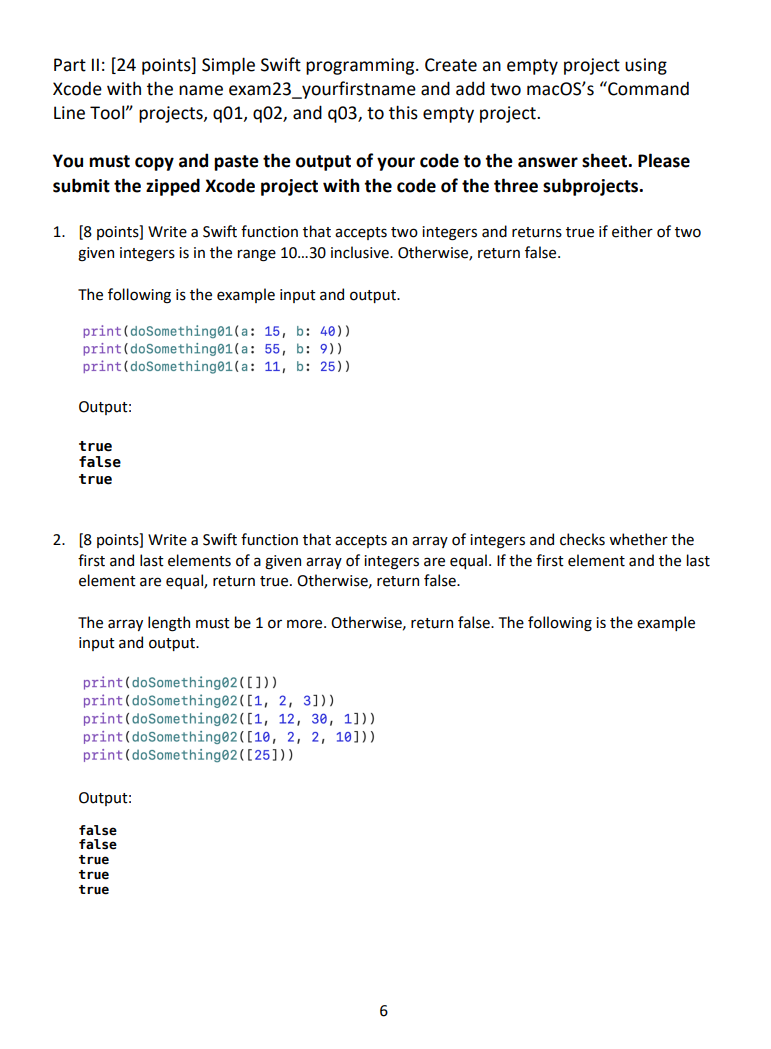 Part II: [24 points] Simple Swift programming. Create an empty project using
Xcode with the name exam23_yourfirstname and add two macOS’s “Command
Line Tool” projects, q01, q02, and q03, to this empty project.
You must copy and paste the output of your code to the answer sheet. Please
submit the zipped Xcode project with the code of the three subprojects.
1. [8 points] Write a Swift function that accepts two integers and returns true if either of two
given integers is in the range 10…30 inclusive. Otherwise, return false.
The following is the example input and output.
print(doSomething01(a: 15, b: 40))
print(doSomething01(a: 55, b: 9))
print(doSomething01(a: 11, b: 25))
Output:
true
false
true
2. [8 points] Write a Swift function that accepts an array of integers and checks whether the
first and last elements of a given array of integers are equal. If the first element and the last
element are equal, return true. Otherwise, return false.
The array length must be 1 or more. Otherwise, return false. The following is the example
input and output.
print(doSomething02([]))
print(doSomething02([1, 2, 3]))
print(doSomething02([1, 12, 30, 1]))
print(doSomething02([10, 2, 2, 10]))
print(doSomething02([25]))
Output:
false
false
true
true
true
6